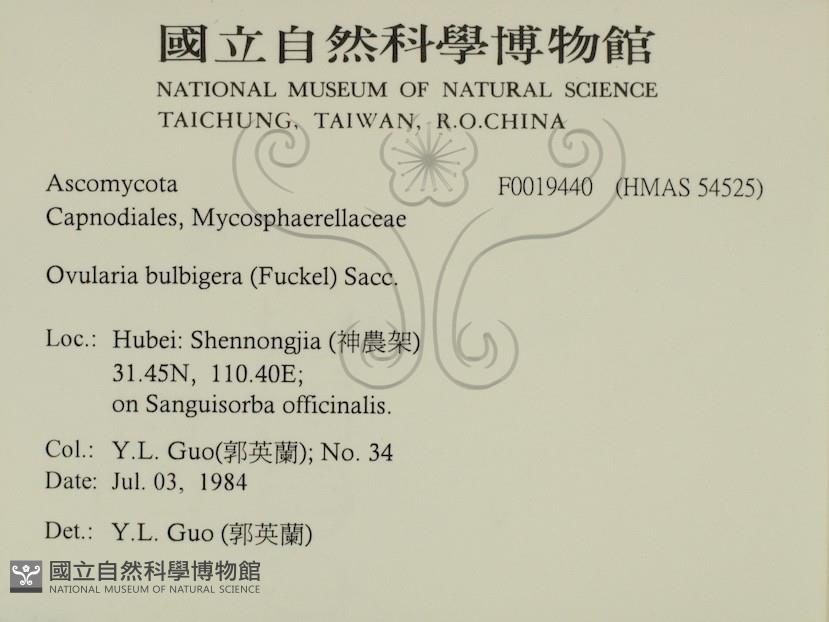 國立自然科學博物館
NATIONAL MUSEUM OF NATURAL SCIENCE
TAICHUNG, TAIWAN, R.O.CHINA
Ascomycota F0019440 (HMAS 54525)
Capnodiales, Mycosphaerellaceae
Ovularia bulbigera (Fuckel) Sacc.
Loc.: Hubei: Shennongjia (神農架)
31.45N, 110.40E;
on Sanguisorba officinalis.
Col.: Y.L. Guo(郭英蘭); No. 34
Date: Jul. 03, 1984
Det.: Y.L. Guo (郭英蘭)
國立自然科學博物館
NATIONAL MUSEUM OF NATURAL SCIENCE